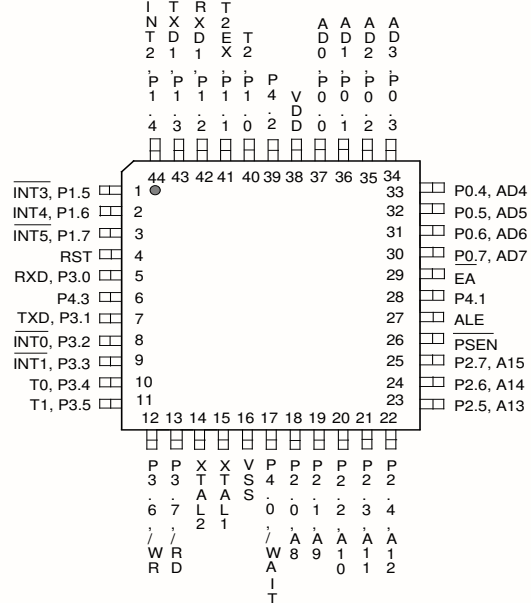 INT2, P1.4
TXD1, P1.3
RXD1, P1.2
T2EX, P1.1
T2, P1.0
P4.2
VDD
AD0, P0.0
AD1, P0.1
AD2, P0.2
AD3, P0.3
44 43 42 41 40 39 38 37 36 35 34
INT3, P1.5 1
INT4, P1.6 2
INT5, P1.7 3
RST 4
RXD, P3.0 5
P4.3 6
TXD, P3.1 7
INT0, P3.2 8
INT1, P3.3 9
T0, P3.4 10
T1, P3.5 11
33 P0.4, AD4
32 P0.5, AD5
31 P0.6, AD6
30 P0.7, AD7
29 EA
28 P4.1
27 ALE
26 PSEN
25 P2.7, A15
24 P2.6, A14
23 P2.5, A13
12 13 14 15 16 17 18 19 20 21 22
P3.6, /WR
P3.7, /RD
XTAL2
XTAL1
VSS
P4.0, /WAIT
P2.0, A8
P2.1, A9
P2.2, A10
P2.3, A11
P2.4, A12